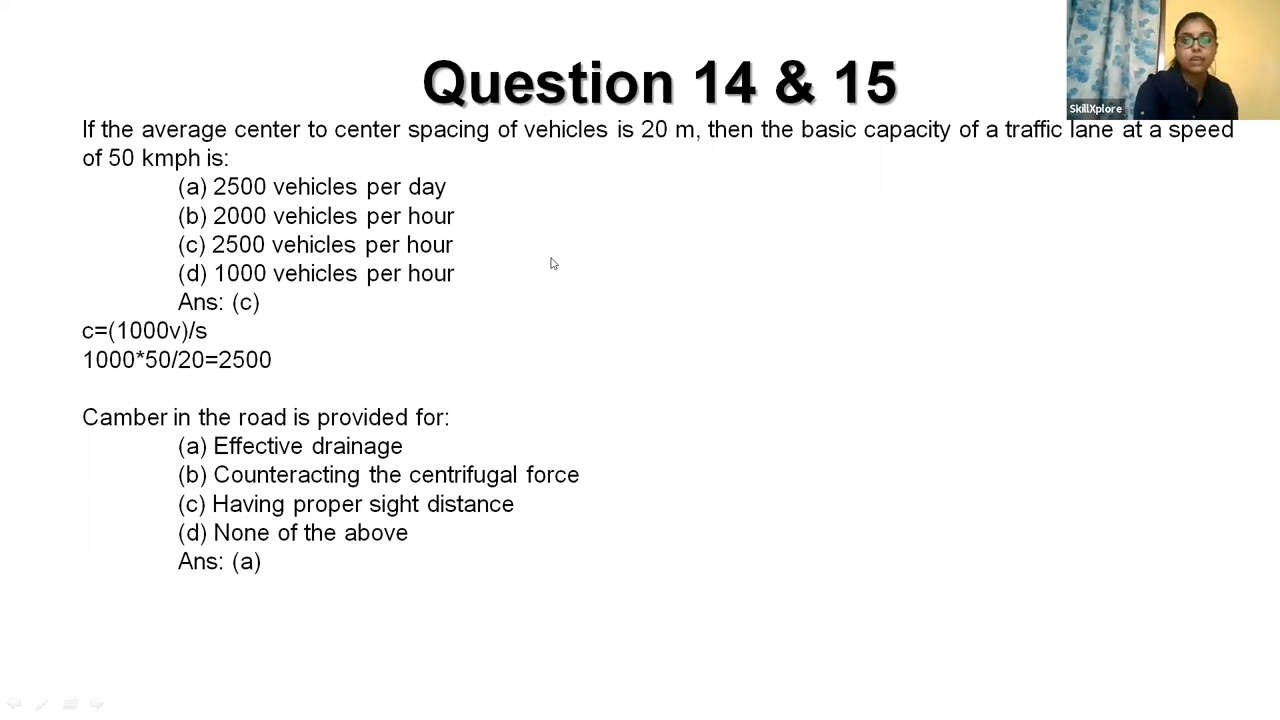 SkillXplore
Question 14 & 15
If the average center to center spacing of vehicles is 20 m, then the basic capacity of a traffic lane at a speed
of 50 kmph is:
(a) 2500 vehicles per day
(b) 2000 vehicles per hour
(c) 2500 vehicles per hour
(d) 1000 vehicles per hour
Ans: (c)
c=(1000v)/s
1000*50/20=2500
Camber in the road is provided for:
(a) Effective drainage
(b) Counteracting the centrifugal force
(c) Having proper sight distance
(d) None of the above
Ans: (a)